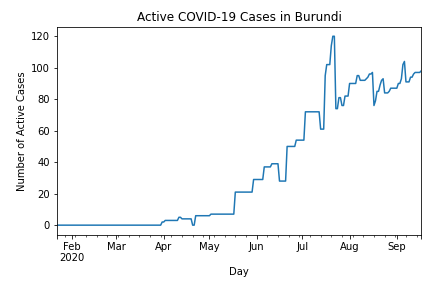 Active COVID-19 Cases in Burundi
120
100
80
60
40
20
0
Number of Active Cases
Feb Mar Apr May Jun Jul Aug Sep
2020
Day